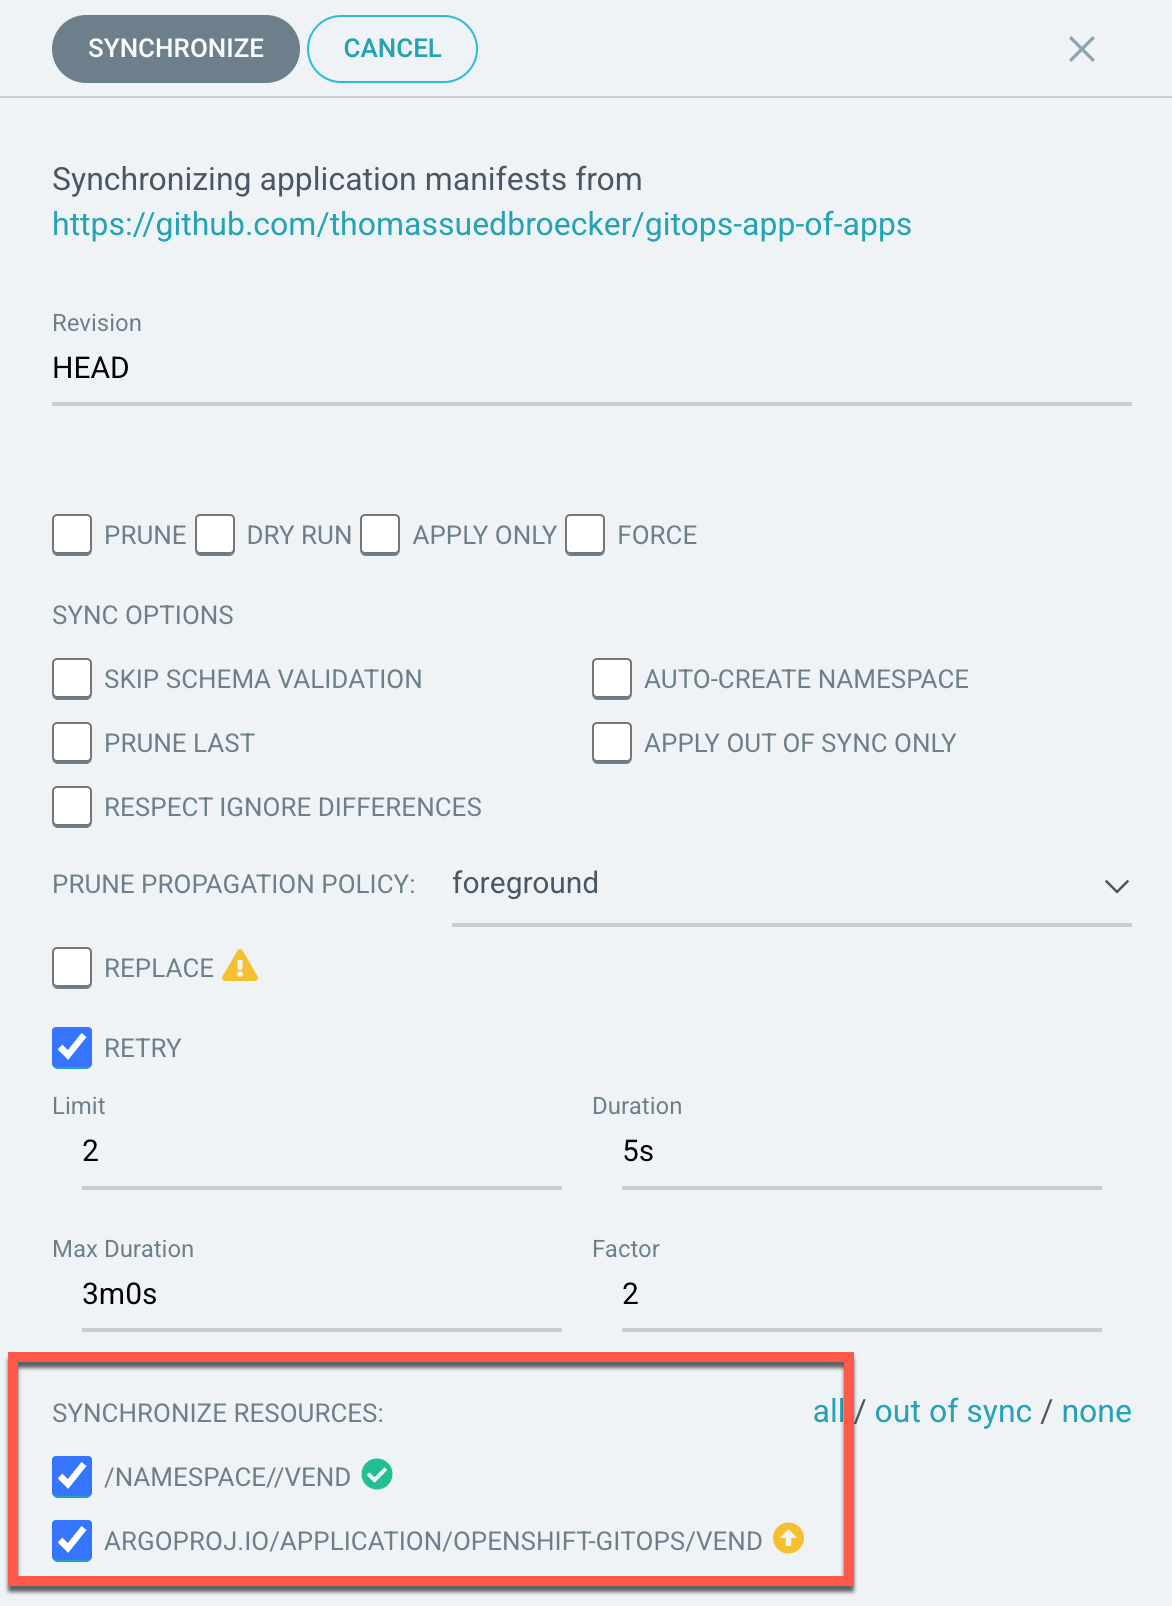 SYNCHRONIZE CANCEL
Synchronizing application manifests from
https://github.com/thomassuedbroecker/gitops-app-of-apps
Revision
HEAD
PRUNE DRY RUN APPLY ONLY FORCE
SYNC OPTIONS
SKIP SCHEMA VALIDATION AUTO-CREATE NAMESPACE
PRUNE LAST APPLY OUT OF SYNC ONLY
RESPECT IGNORE DIFFERENCES
PRUNE PROPAGATION POLICY: foreground
REPLACE
RETRY
Limit Duration
2 5s
Max Duration Factor
3m0s 2
SYNCHRONIZE RESOURCES: all / out of sync / none
/NAMESPACE//VEND
ARGOPROJ.IO/APPLICATION/OPENSHIFT-GITOPS/VEND